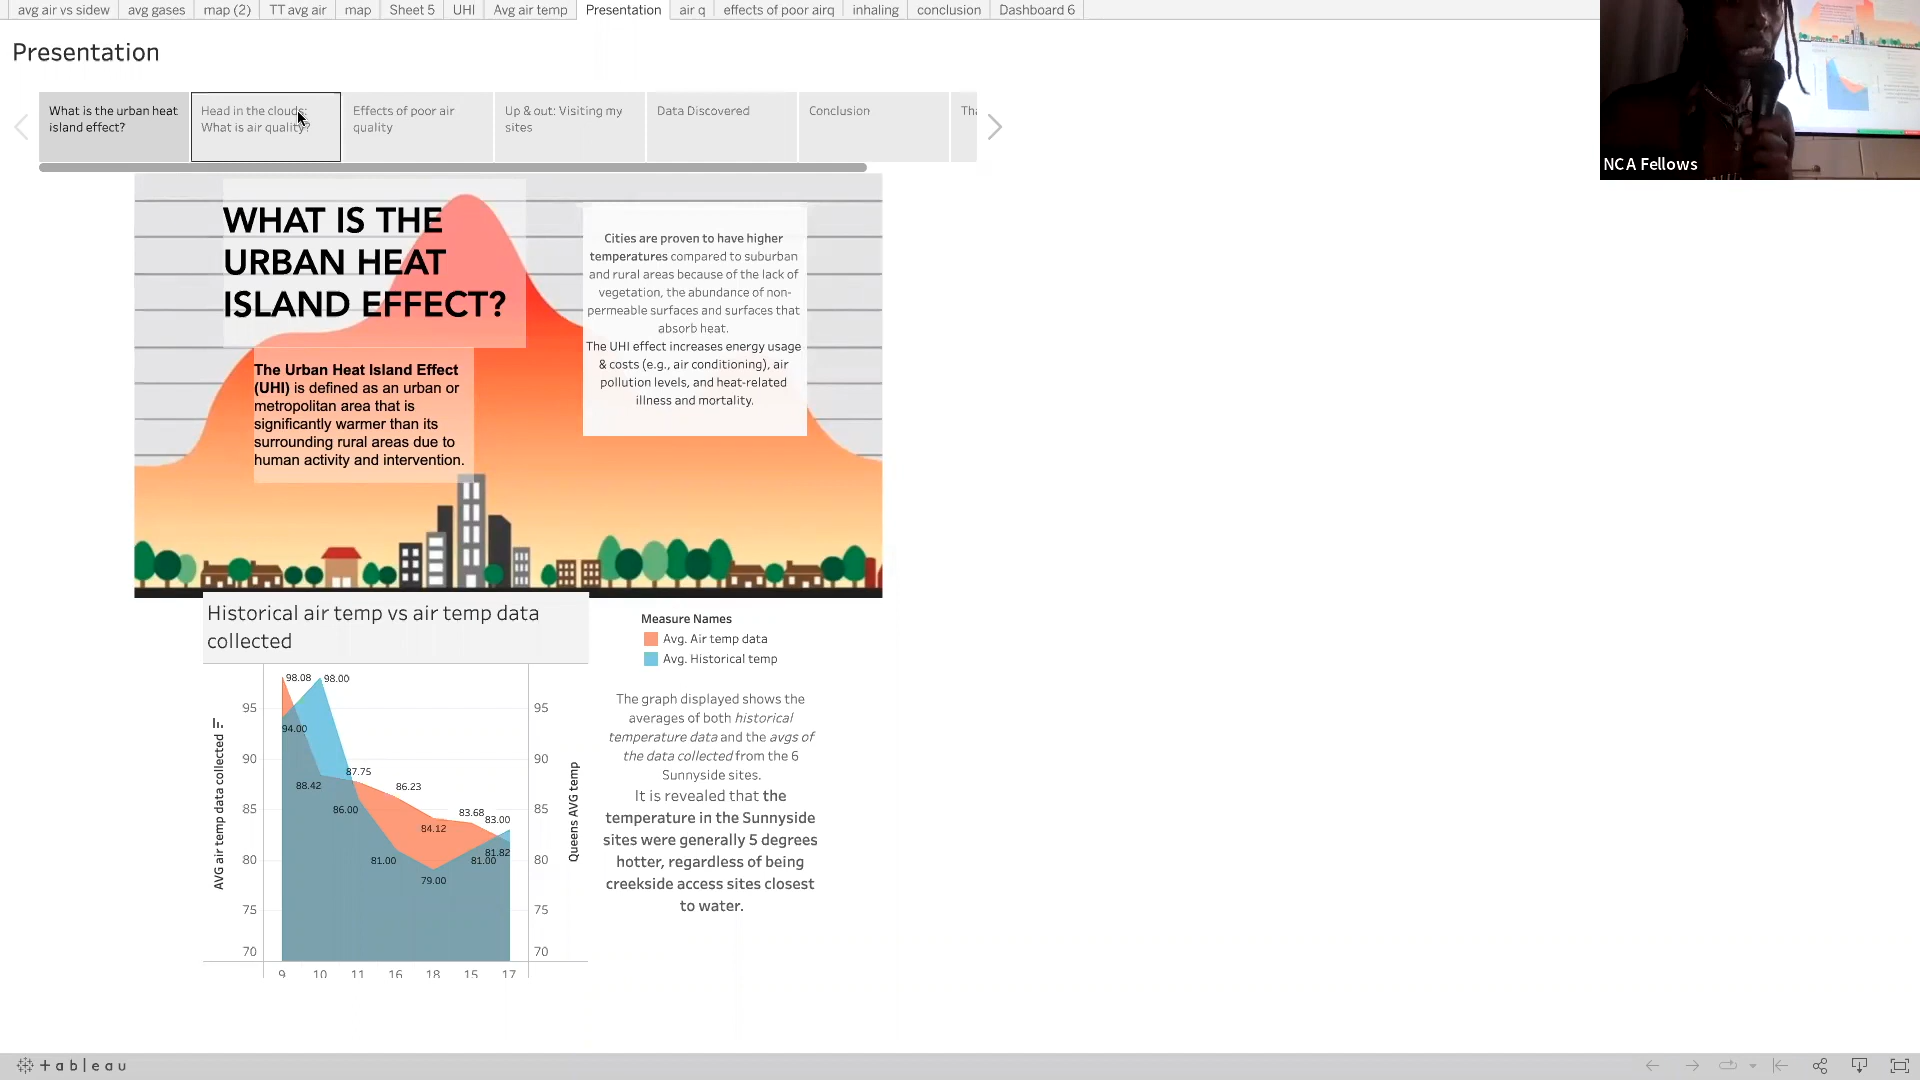 avg air vs sidew
avg gases
map (2)
TT avg air
map
Sheet 5
UHI
Avg air temp
Presentation
air q
effects of poor airq
inhaling
conclusion
Dashboard 6
Presentation
What is the urban heat
island effect?
Head in the clouds:
What is air quality?
Effects of poor air
quality
Up & out: Visiting my
sites
Data Discovered
Conclusion
NCA Fellows
WHAT IS THE
URBAN HEAT
ISLAND EFFECT?
The Urban Heat Island Effect
(UHI) is defined as an urban or
metropolitan area that is
significantly warmer than its
surrounding rural areas due to
human activity and intervention.
Cities are proven to have higher
temperatures compared to suburban
and rural areas because of the lack of
vegetation, the abundance of non-
permeable surfaces and surfaces that
absorb heat.
The UHI effect increases energy usage
& costs (e.g., air conditioning), air
pollution levels, and heat-related
illness and mortality.
Historical air temp vs air temp data
collected
Measure Names
Avg. Air temp data
Avg. Historical temp
AVG air temp data collected
95
90
85
80
75
70
98.08
98.00
94.00
88.42
87.75
86.00
86.23
81.00
84.12
79.00
83.68
81.00
83.00
81.82
95
90
85
80
75
70
Queens AVG temp
9
10
11
16
18
15
17
The graph displayed shows the
averages of both historical
temperature data and the avgs of
the data collected from the 6
Sunnyside sites.
It is revealed that the
temperature in the Sunnyside
sites were generally 5 degrees
hotter, regardless of being
creekside access sites closest
to water.
+ableau